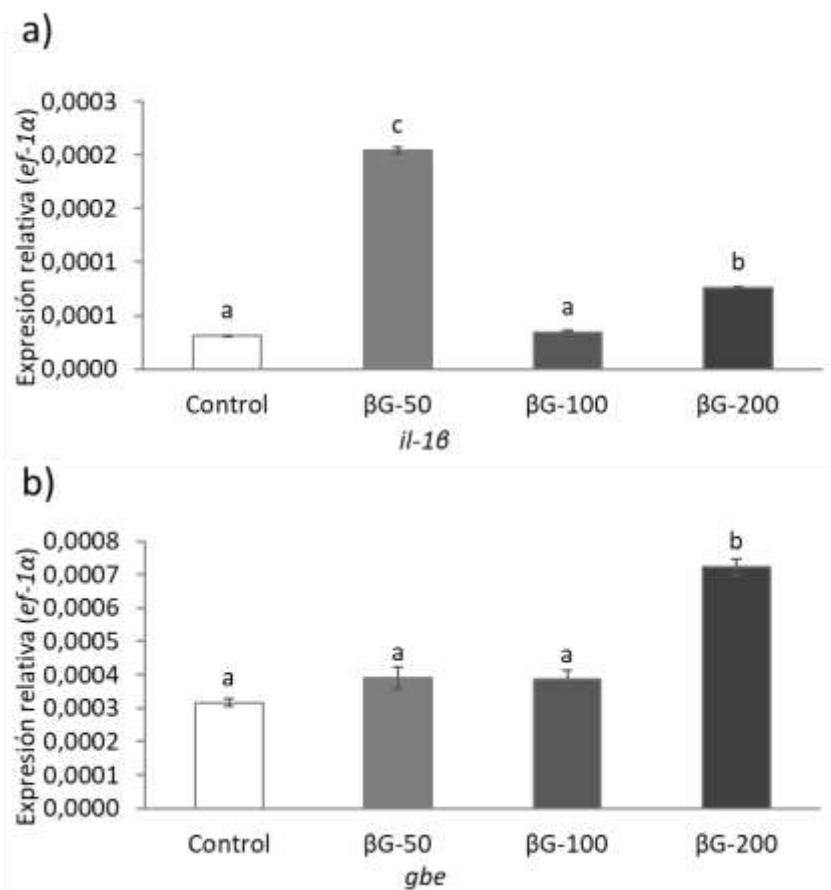 a)
Expresión relativa (ef-1α)
0,0003
0,0002
0,0002
0,0001
0,0001
0,0000
a
c
a
b
Control βG-50 βG-100 βG-200
il-1β
b)
Expresión relativa (ef-1α)
0,0008
0,0007
0,0006
0,0005
0,0004
0,0003
0,0002
0,0001
0,0000
a
a
a
b
Control βG-50 βG-100 βG-200
gbe